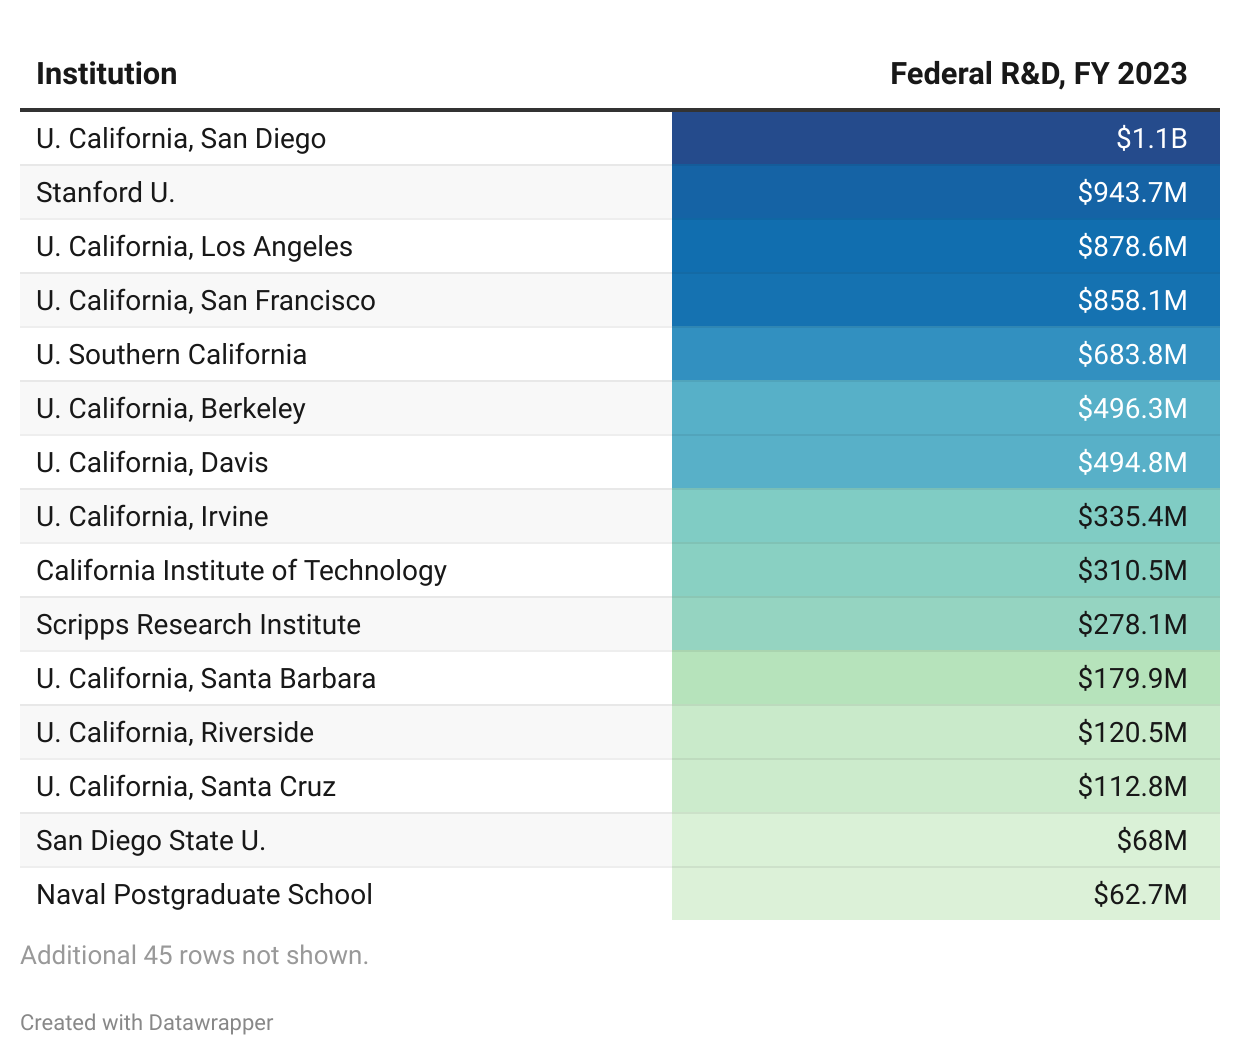 Institution Federal R&D, FY 2023
U. California, San Diego $1.1B
Stanford U. $943.7M
U. California, Los Angeles $878.6M
U. California, San Francisco $858.1M
U. Southern California $683.8M
U. California, Berkeley $496.3M
U. California, Davis $494.8M
U. California, Irvine $335.4M
California Institute of Technology $310.5M
Scripps Research Institute $278.1M
U. California, Santa Barbara $179.9M
U. California, Riverside $120.5M
U. California, Santa Cruz $112.8M
San Diego State U. $68M
Naval Postgraduate School $62.7M
Additional 45 rows not shown.
Created with Datawrapper